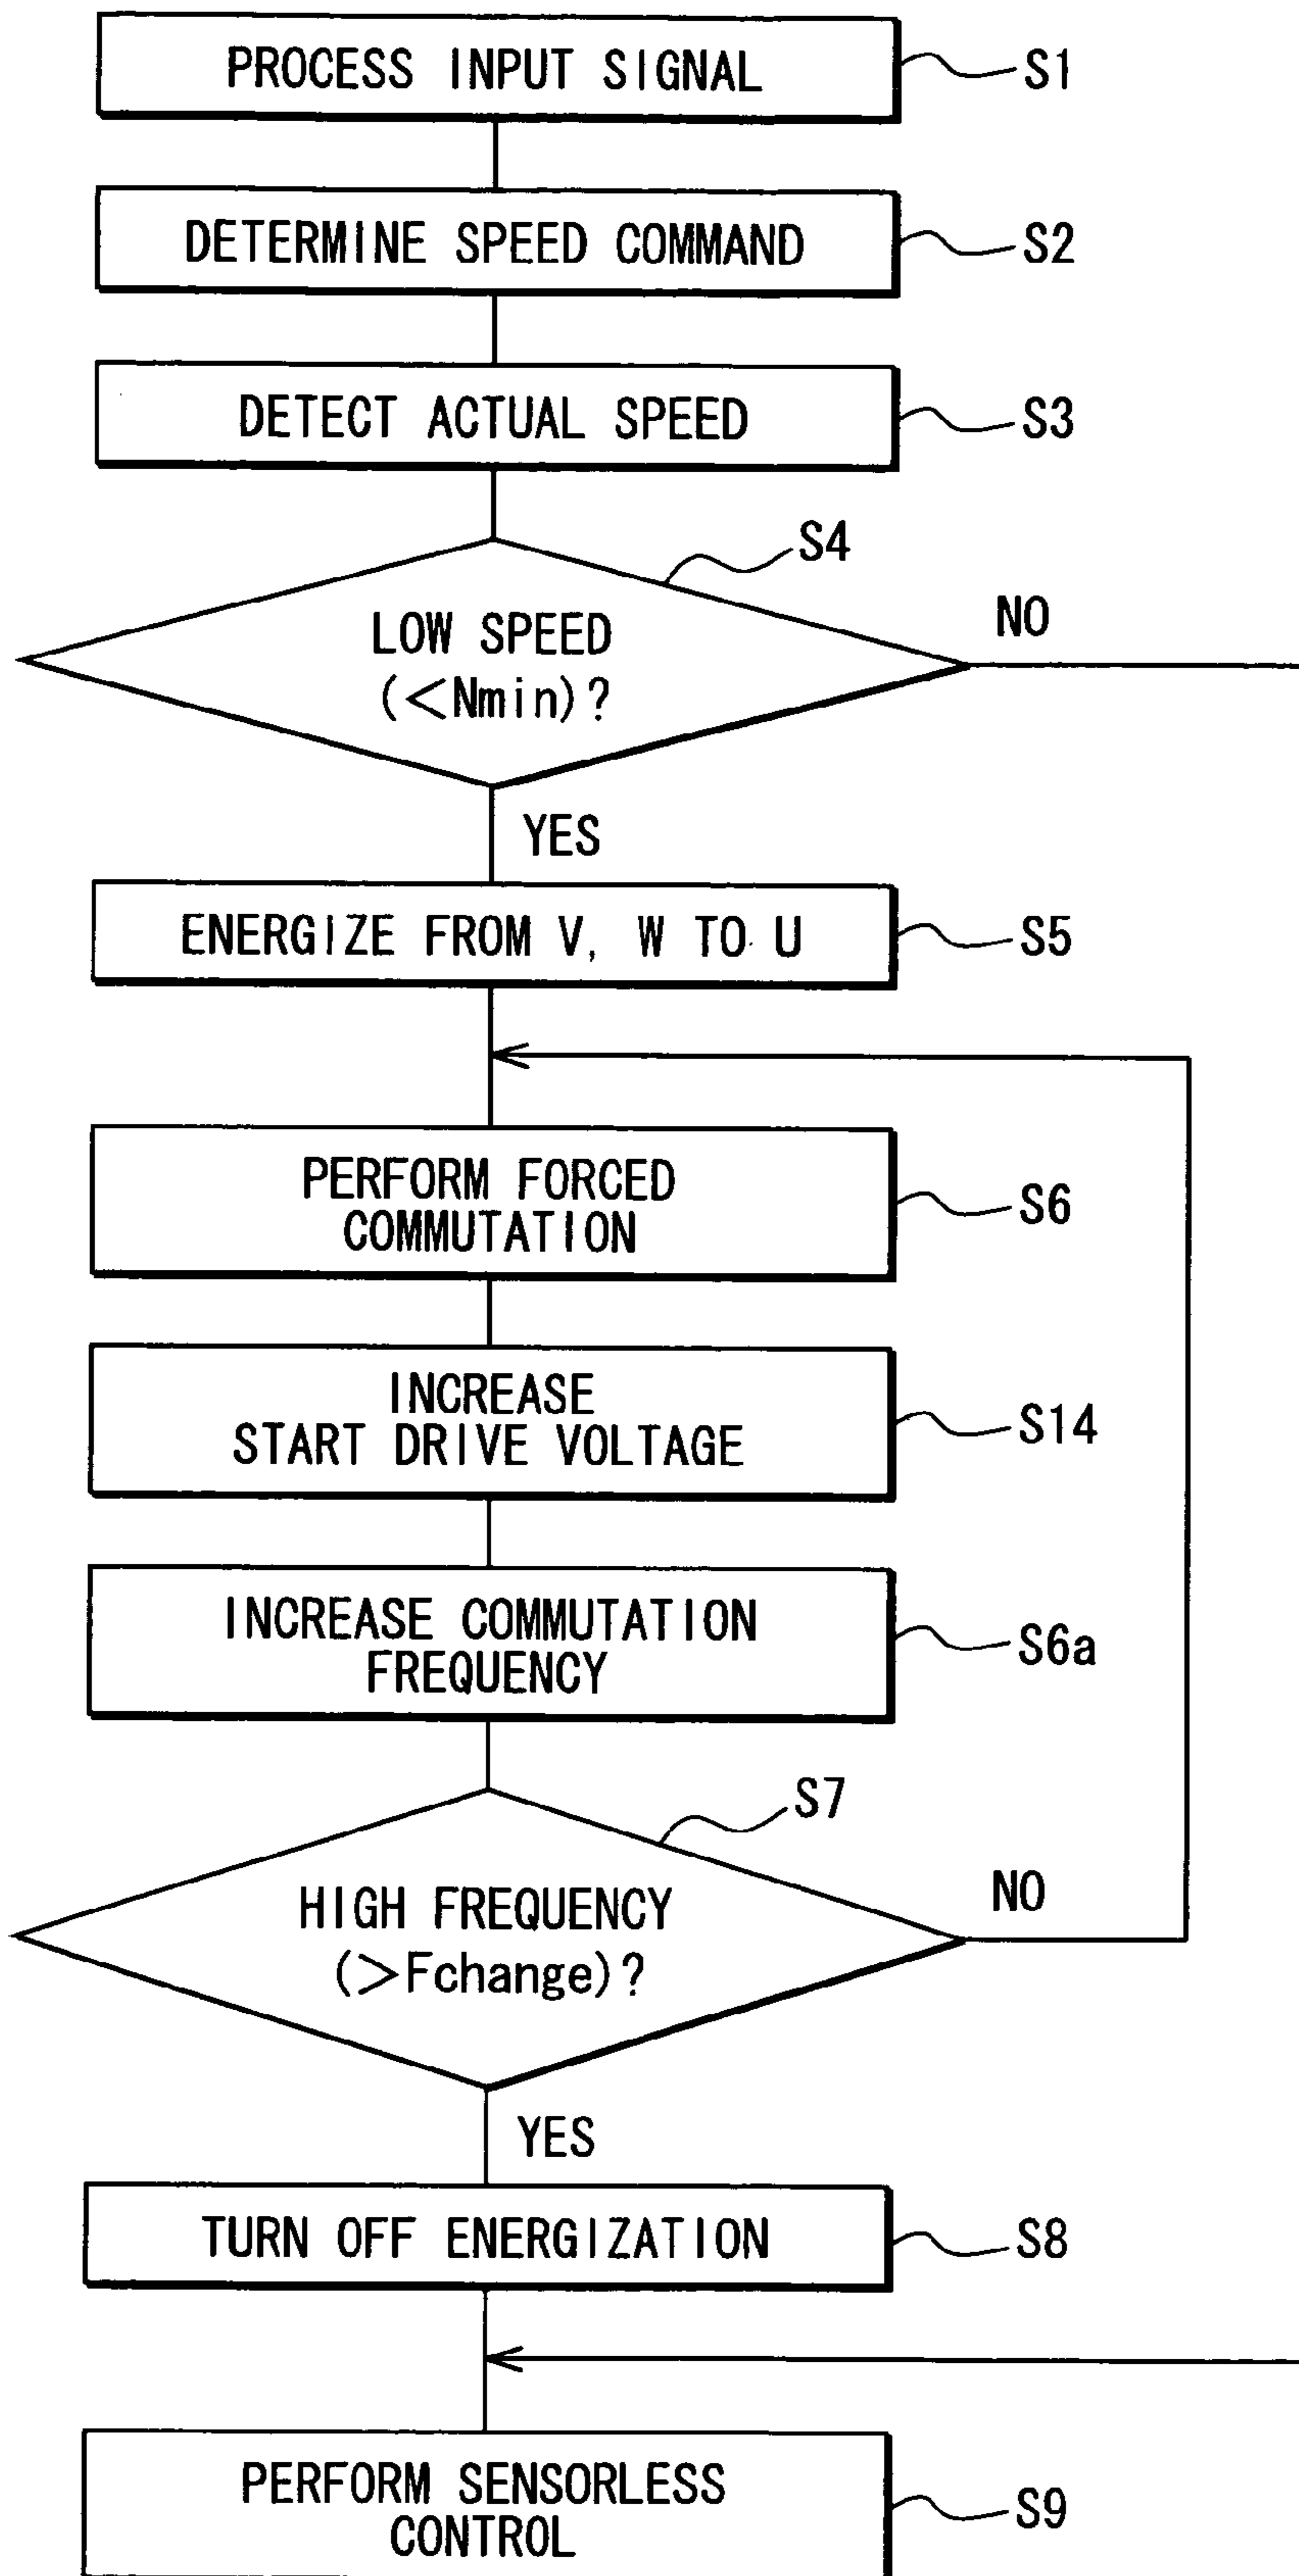 PROCESS INPUT SIGNAL
S1
DETERMINE SPEED COMMAND
S2
DETECT ACTUAL SPEED
S3
S4
LOW SPEED
(<Nmin)?
NO
YES
ENERGIZE FROM V, W TO U
S5
PERFORM FORCED
COMMUTATION
S6
INCREASE
START DRIVE VOLTAGE
S14
INCREASE COMMUTATION
FREQUENCY
S6a
S7
HIGH FREQUENCY
(>Fchange)?
NO
YES
TURN OFF ENERGIZATION
S8
PERFORM SENSORLESS
CONTROL
S9